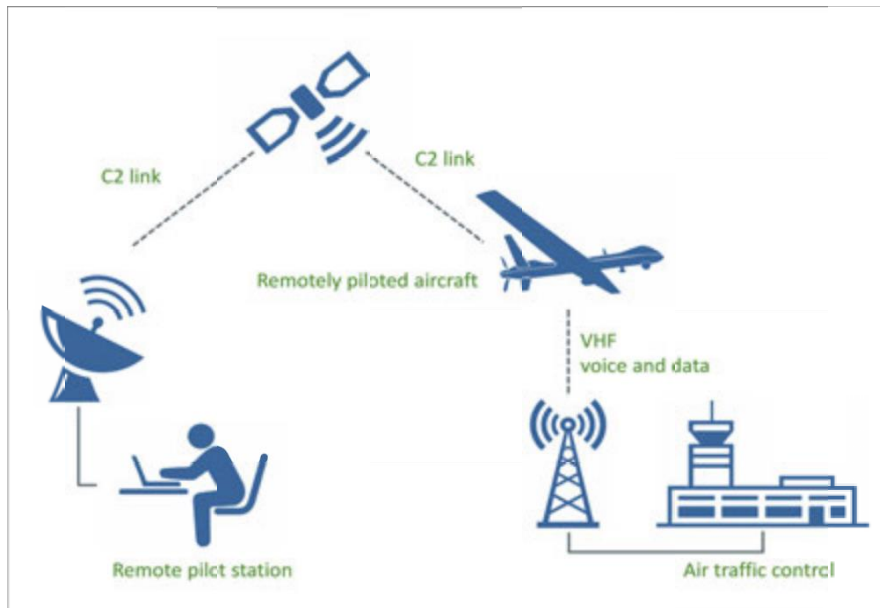 C2 link
C2 link
Remotely piloted aircraft
VHF
voice and data
Remote pilot station
Air traffic control